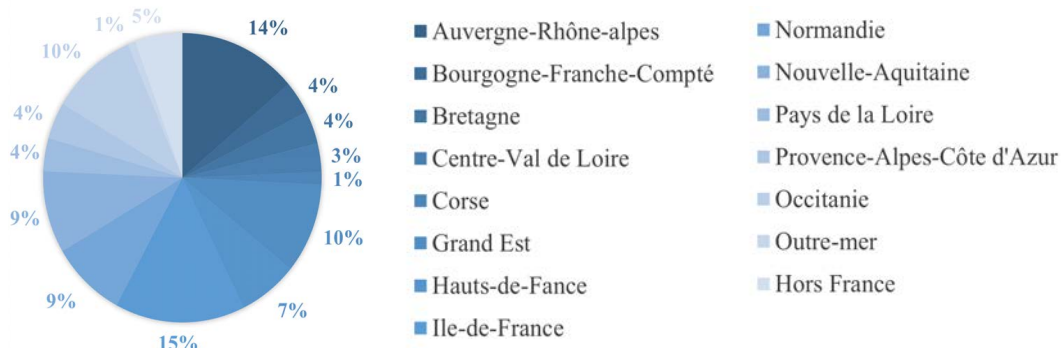 14%
4%
4%
3%
1%
10%
7%
15%
9%
9%
4%
4%
10%
1%
5%
Auvergne-Rhône-alpes
Bourgogne-Franche-Compté
Bretagne
Centre-Val de Loire
Corse
Grand Est
Hauts-de-Fance
Ile-de-France
Normandie
Nouvelle-Aquitaine
Pays de la Loire
Provence-Alpes-Côte d'Azur
Occitanie
Outre-mer
Hors France